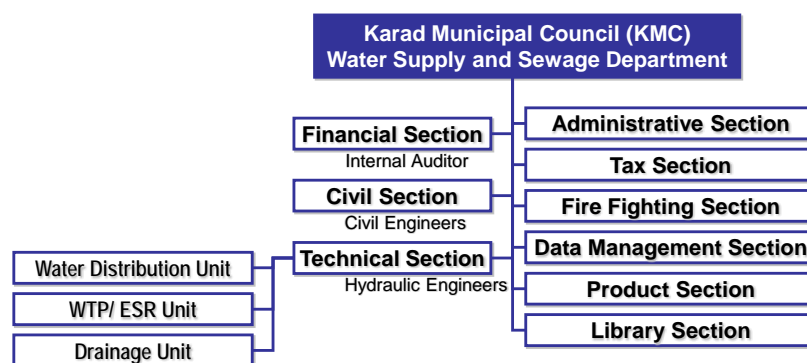 Karad Municipal Council (KMC)
Water Supply and Sewage Department
Financial Section
Internal Auditor
Civil Section
Civil Engineers
Technical Section
Hydraulic Engineers
Water Distribution Unit
WTP/ ESR Unit
Drainage Unit
Administrative Section
Tax Section
Fire Fighting Section
Data Management Section
Product Section
Library Section